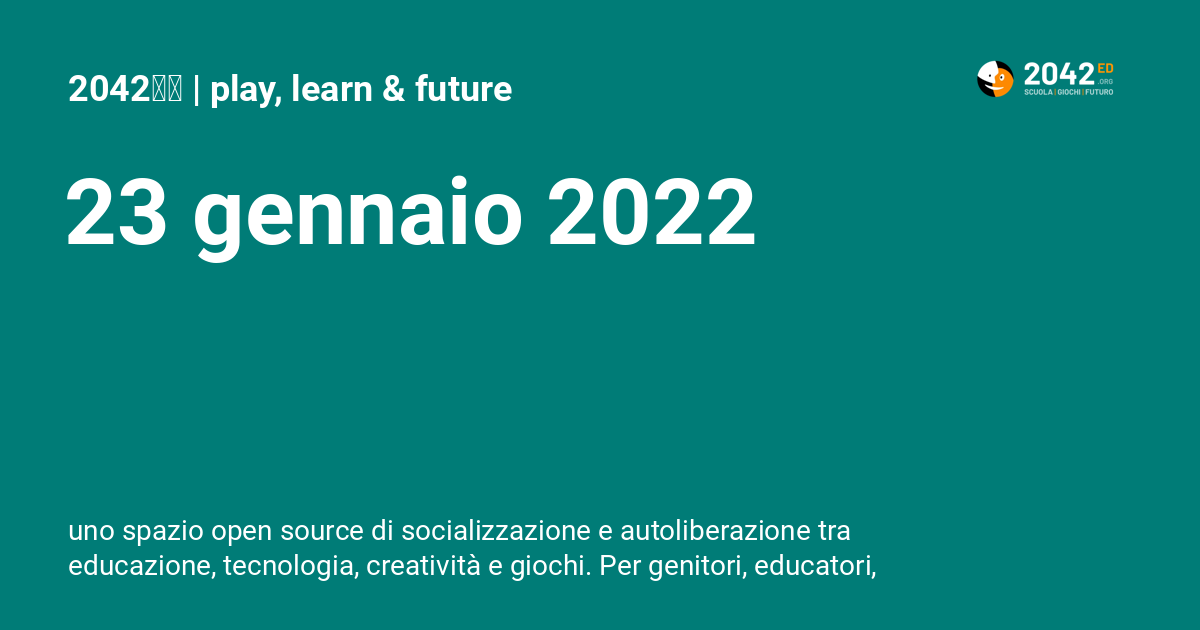 2042 | play, learn & future
2042 ED
.ORG
SCUOLA | GIOCHI | FUTURO
23 gennaio 2022
uno spazio open source di socializzazione e autoliberazione tra
educazione, tecnologia, creatività e giochi. Per genitori, educatori,